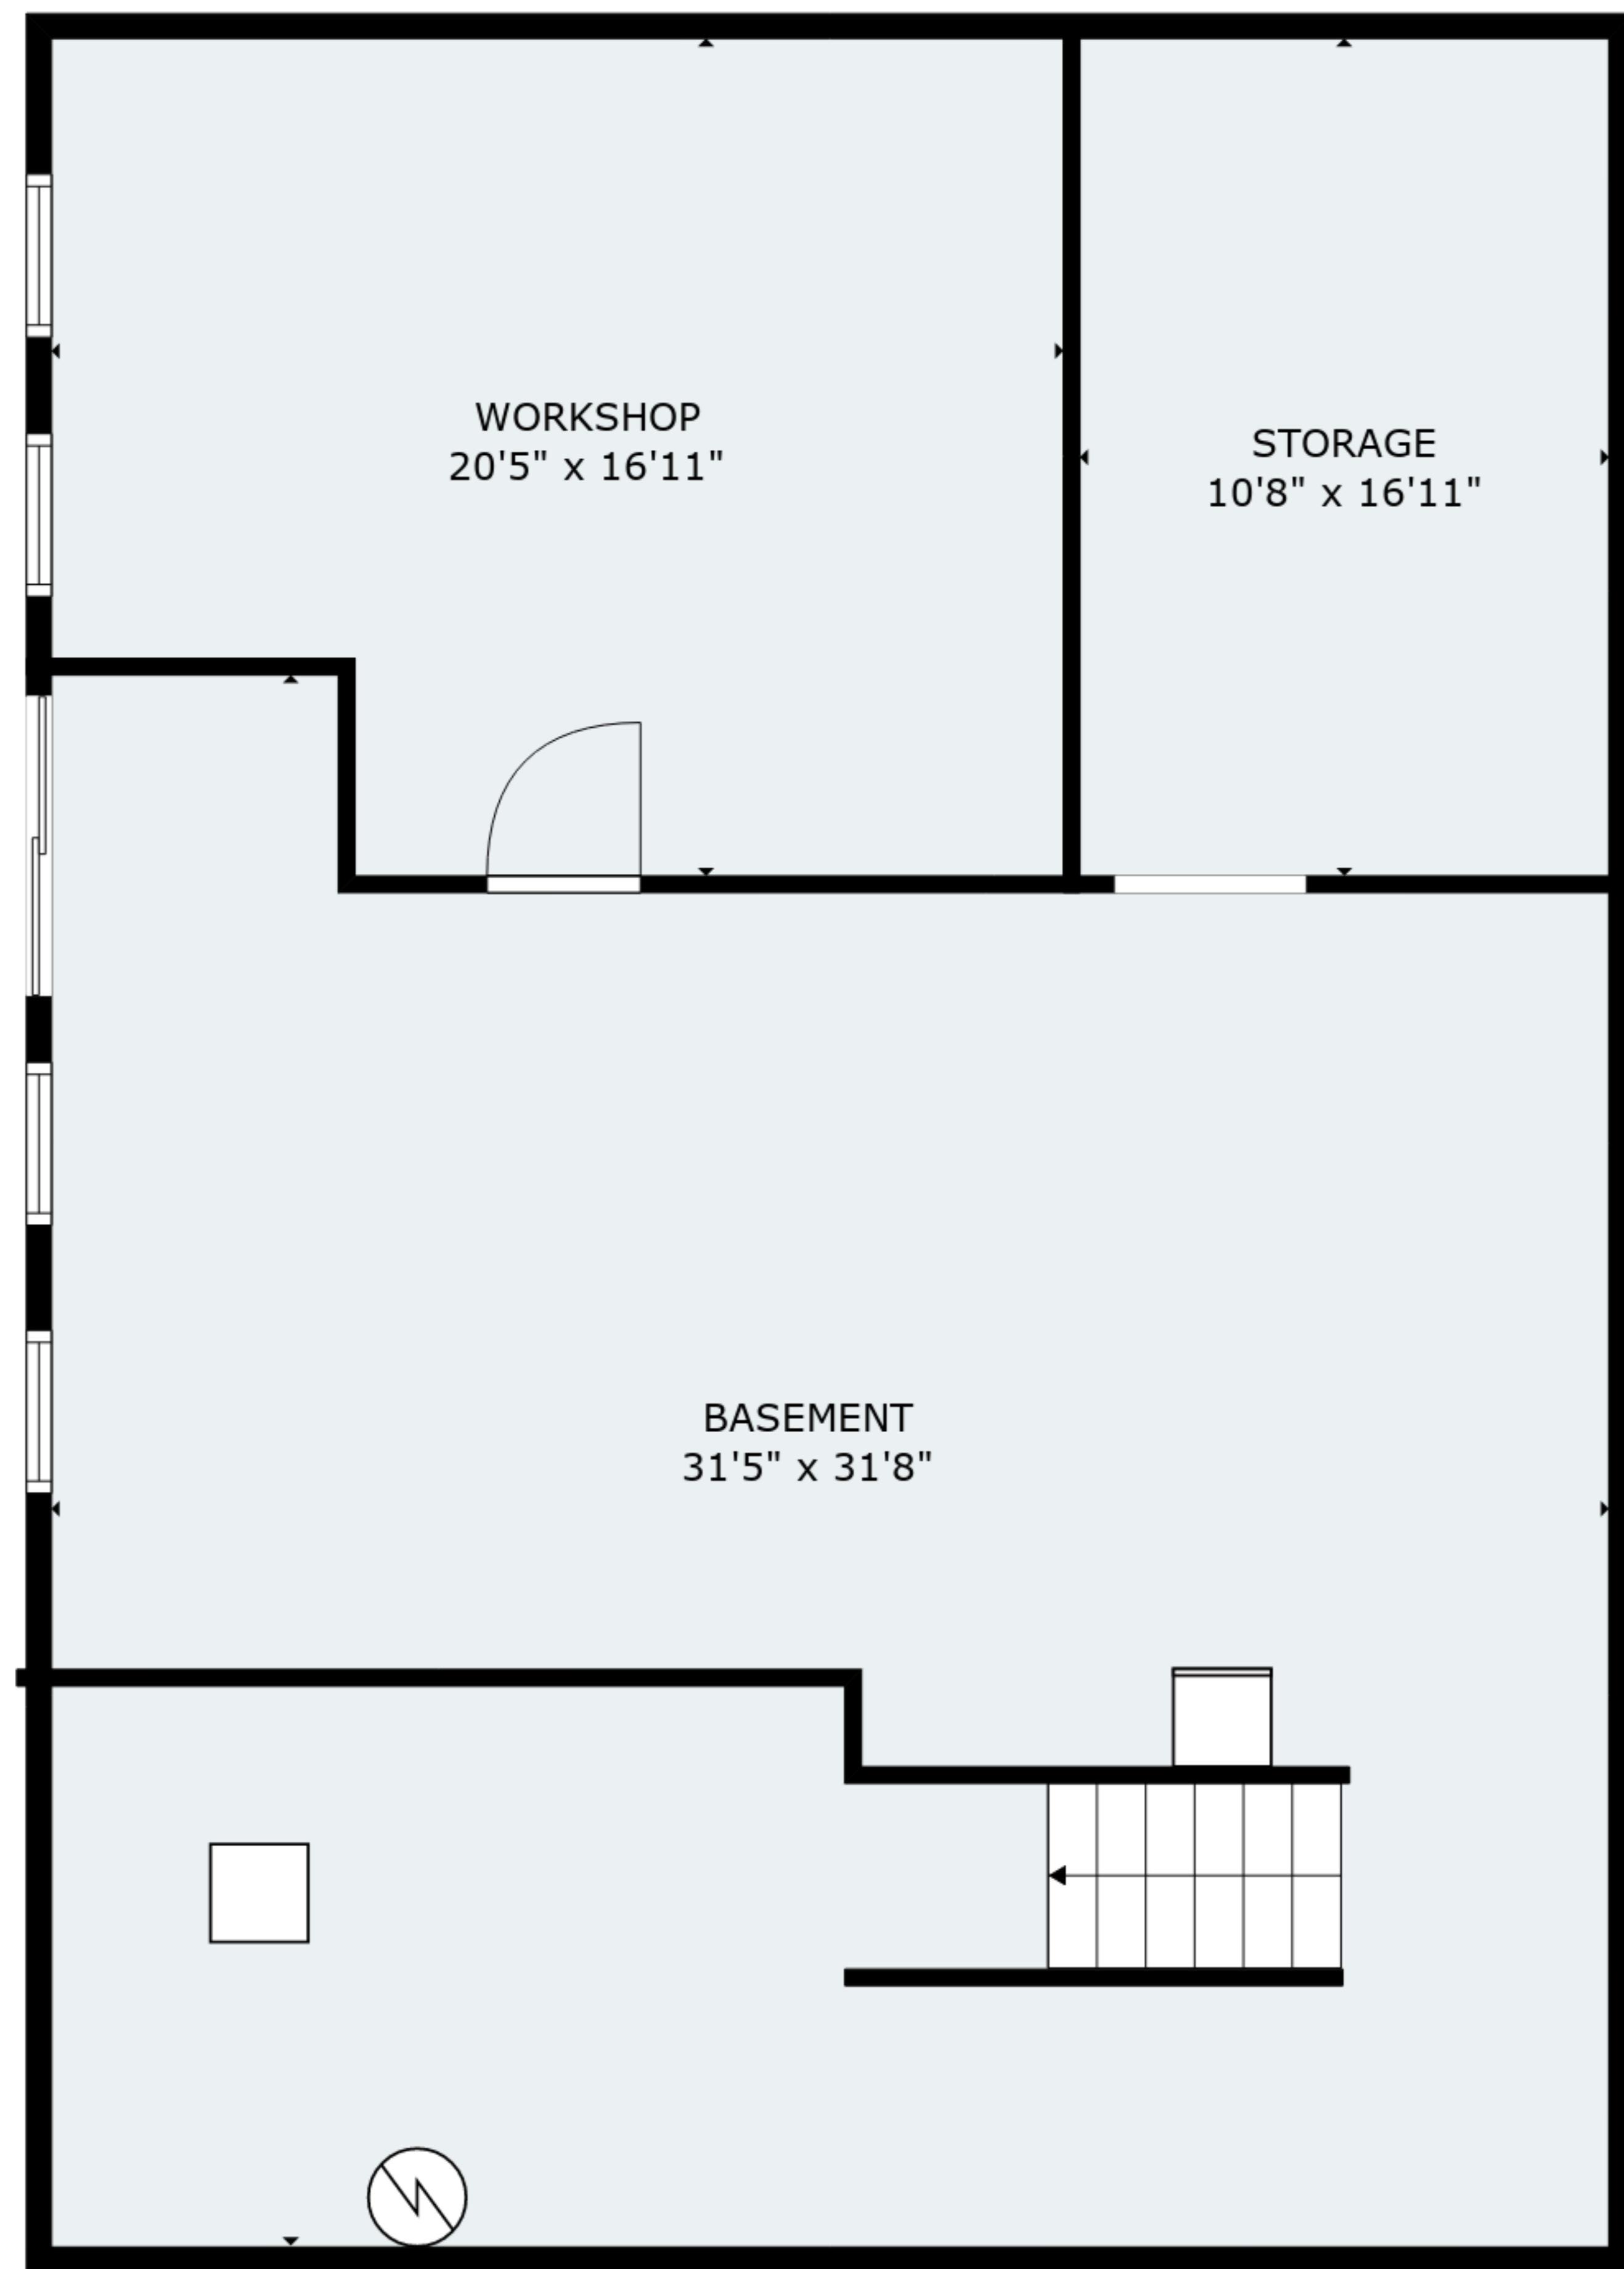 WORKSHOP
20'5" x 16'11"
STORAGE
10'8" x 16'11"
BASEMENT
31'5" x 31'8"